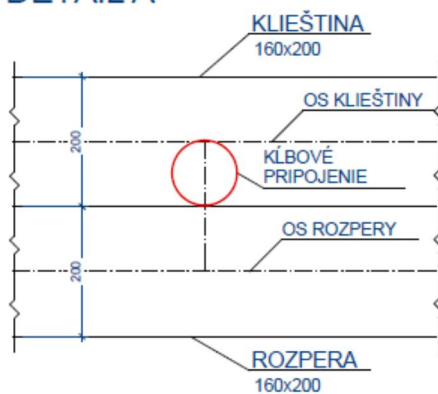 KLIEŠTINA
160x200
OS KLIEŠTINY
200
KĹBOVÉ
PRIPOJENIE
OS ROZPERY
200
ROZPERA
160x200